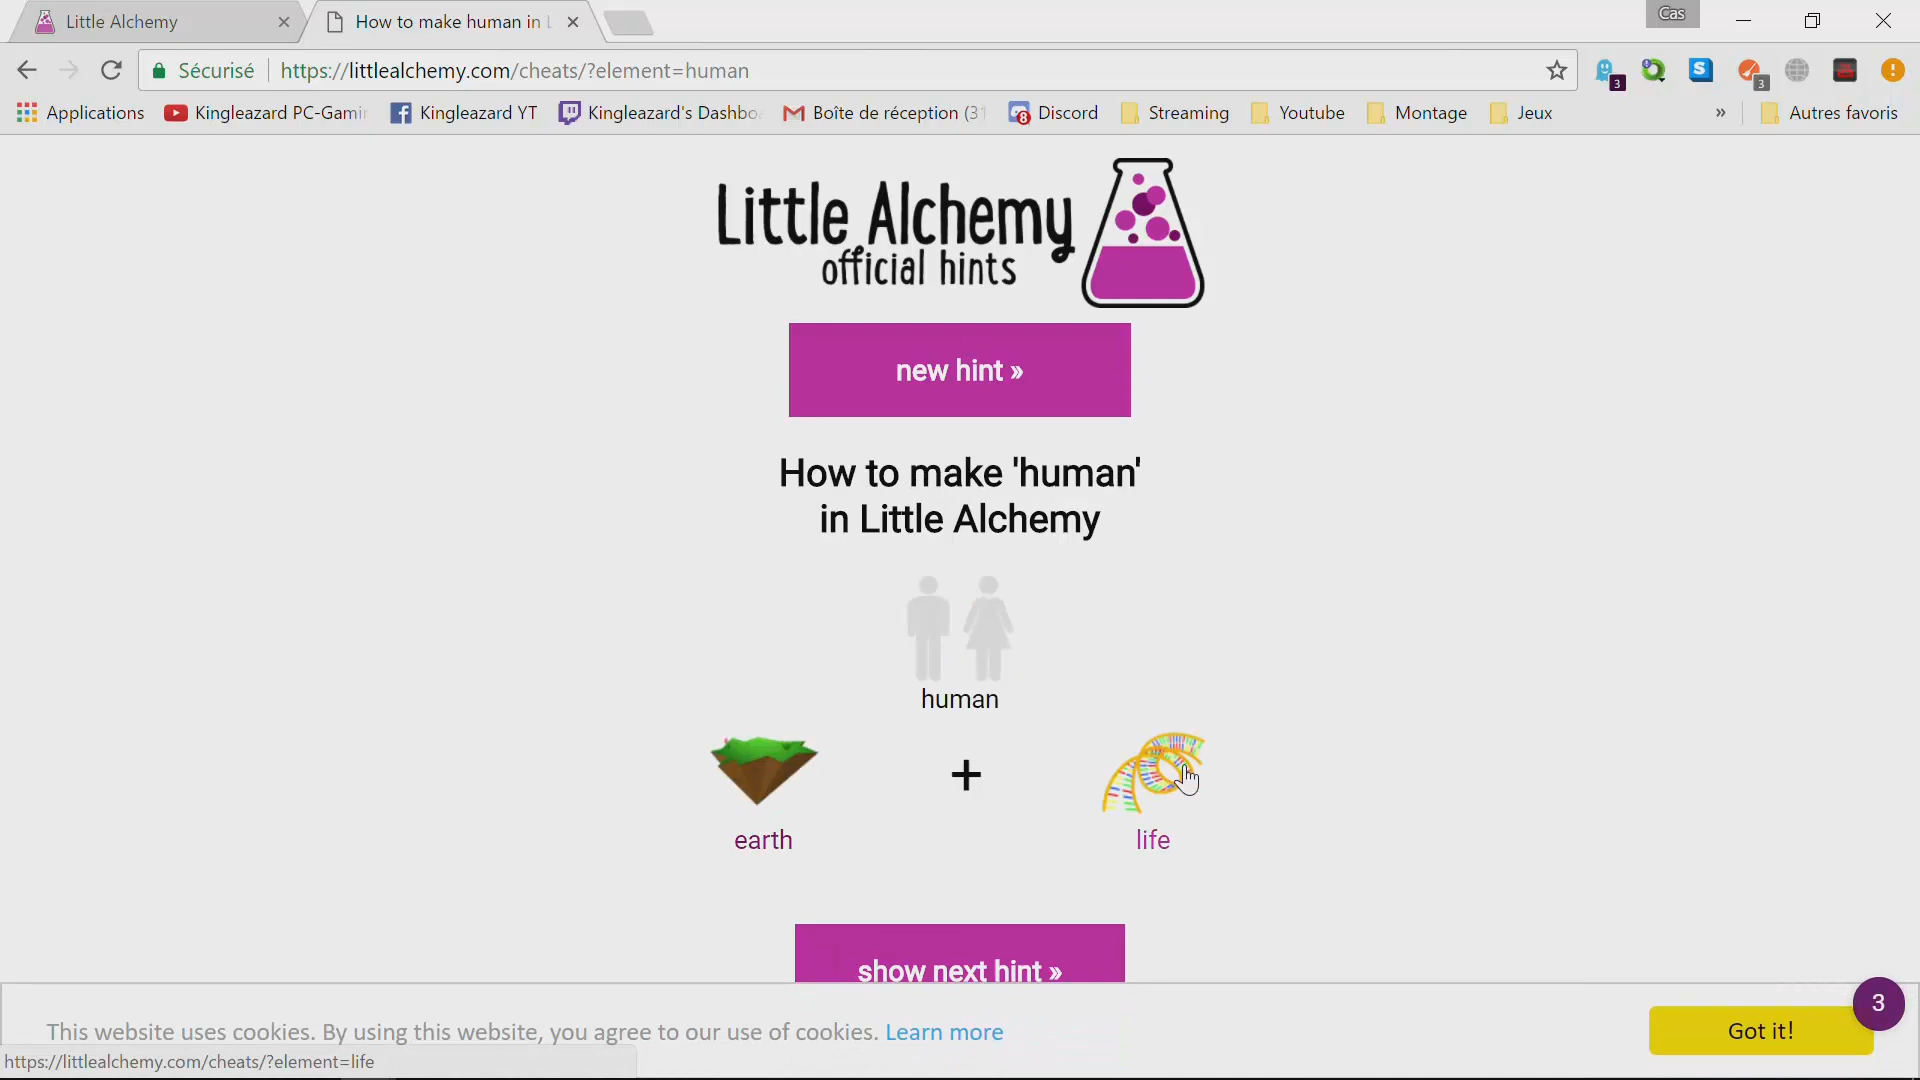 Little Alchemy
How to make human in
Cas
Sécurisé
https://littlealchemy.com/cheats/?element=human
3
3
Applications
Kingleazard PC-Gami
Kingleazard YT
Kingleazard's Dashbo
Boîte de réception (31
8
Discord
Streaming
Youtube
Montage
Jeux
»
Autres favoris
Little Alchemy
official hints
new hint »
How to make 'human'
in Little Alchemy
human
+
earth
life
show next hint »
3
This website uses cookies. By using this website, you agree to our use of cookies. Learn more
Got it!
https://littlealchemy.com/cheats/?element=life